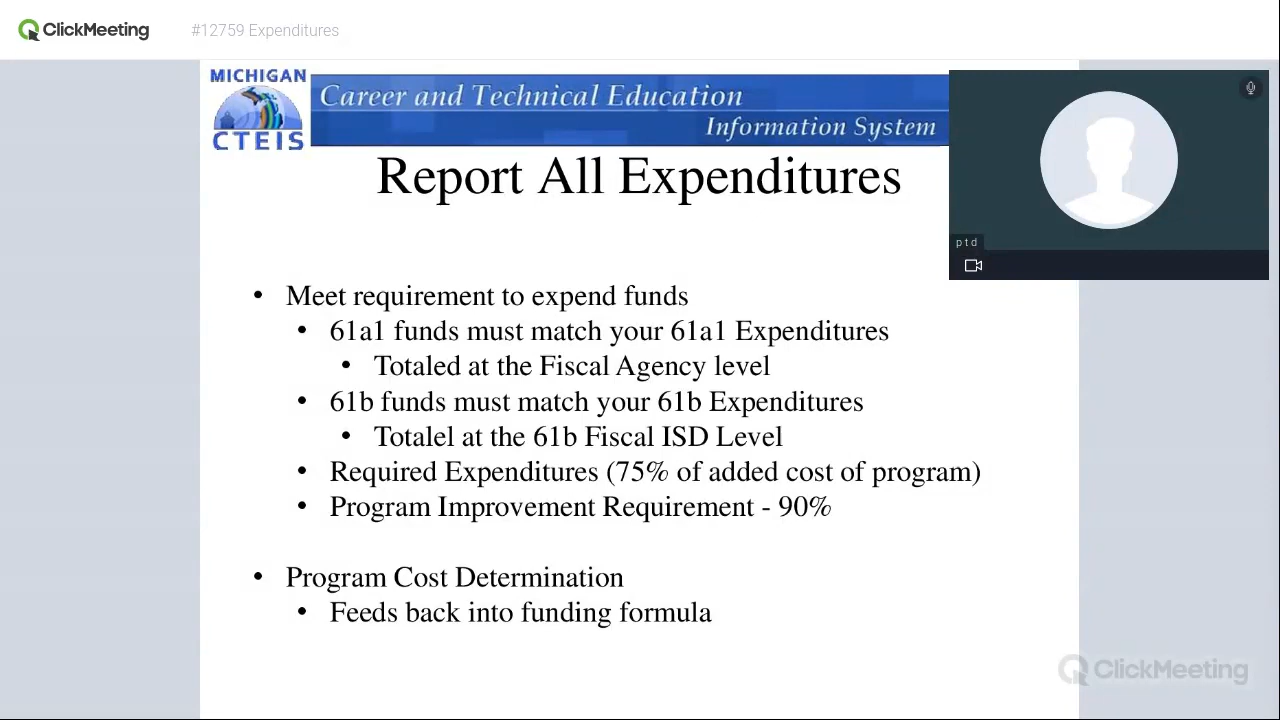 ClickMeeting
#12759 Expenditures
MICHIGAN
CTEIS
Career and Technical Education
Information System
Report All Expenditures
ptd
• Meet requirement to expend funds
• 61a1 funds must match your 61a1 Expenditures
• Totaled at the Fiscal Agency level
• 61b funds must match your 61b Expenditures
• Totalel at the 61b Fiscal ISD Level
• Required Expenditures (75% of added cost of program)
• Program Improvement Requirement - 90%
• Program Cost Determination
• Feeds back into funding formula
ClickMeeting